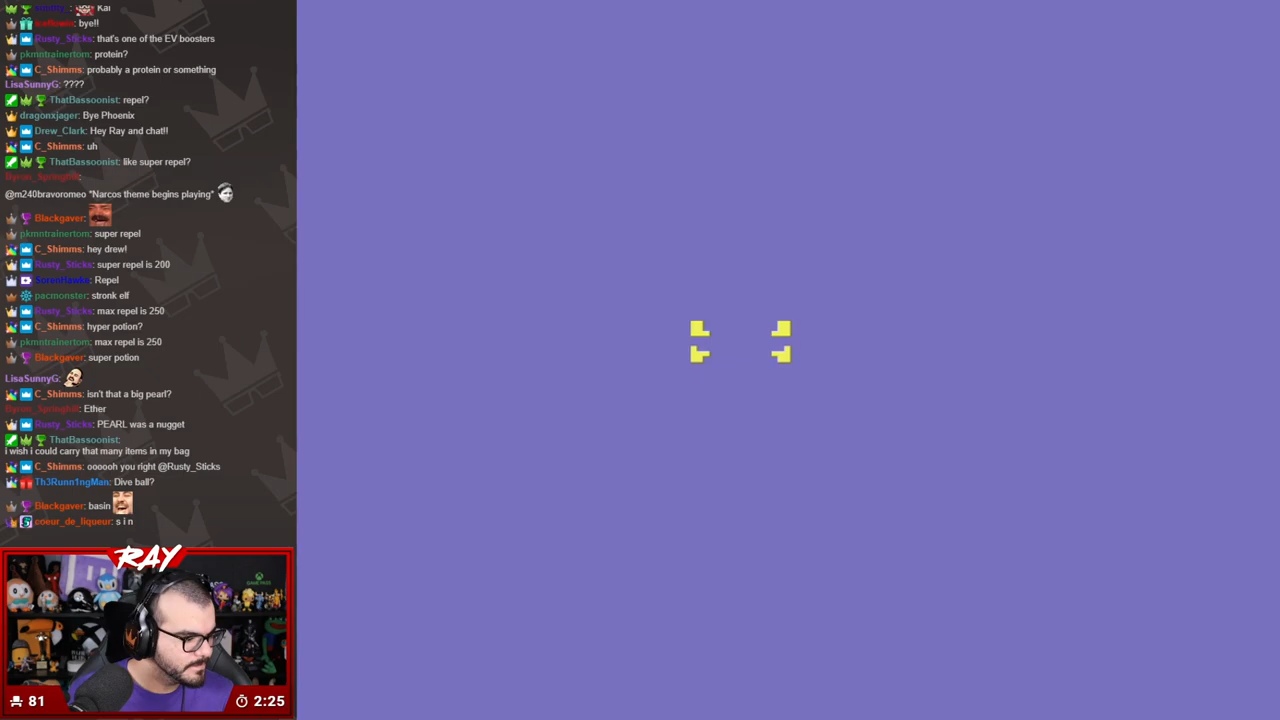 Kai
bye!!
Rusty_Sticks: that's one of the EV boosters
pkmntrainertom: protein?
C_Shimms: probably a protein or something
LisaSunnyG: ????
ThatBassoonist: repel?
dragonxjager: Bye Phoenix
Drew_Clark: Hey Ray and chat!!
C_Shimms: uh
ThatBassoonist: like super repel?
Byron_Springhill:
@m240bravoromeo *Narcos theme begins playing*
Blackgaver:
pkmntrainertom: super repel
C_Shimms: hey drew!
Rusty_Sticks: super repel is 200
SorenHawke: Repel
pacmonster: stronk elf
Rusty_Sticks: max repel is 250
C_Shimms: hyper potion?
pkmntrainertom: max repel is 250
Blackgaver: super potion
LisaSunnyG:
C_Shimms: isn't that a big pearl?
Byron_Springhill: Ether
Rusty_Sticks: PEARL was a nugget
ThatBassoonist:
i wish i could carry that many items in my bag
C_Shimms: oooooh you right @Rusty_Sticks
Th3Runn1ngMan: Dive ball?
Blackgaver: basin
coeur_de_liqueur: s i n
RAY
81
2:25